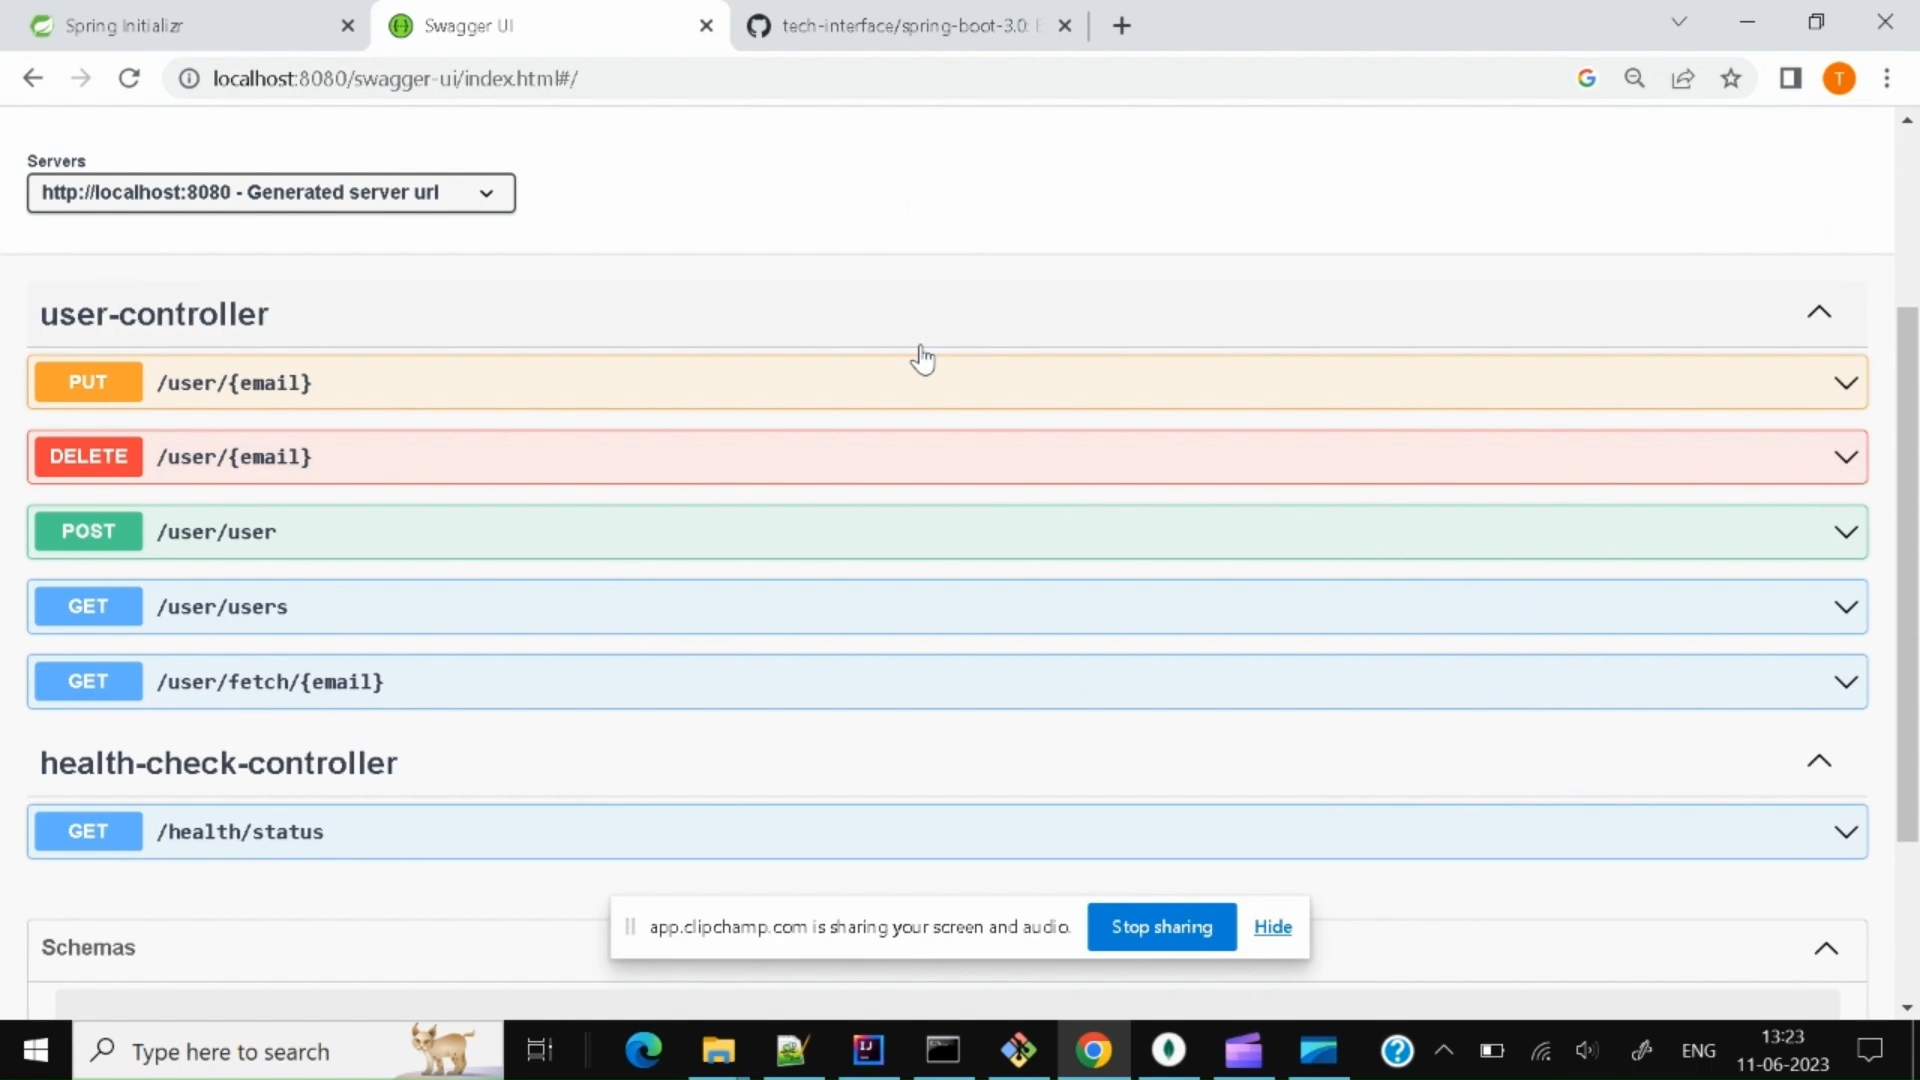 Spring Initializr
Swagger UI
tech-interface/spring-boot-3.0:
localhost:8080/swagger-ui/index.html#/
T
Servers
http://localhost:8080 - Generated server url
user-controller
PUT /user/{email}
DELETE /user/{email}
POST /user/user
GET /user/users
GET /user/fetch/{email}
health-check-controller
GET /health/status
app.clipchamp.com is sharing your screen and audio.
Stop sharing
Hide
Schemas
Type here to search
ENG
13:23
11-06-2023